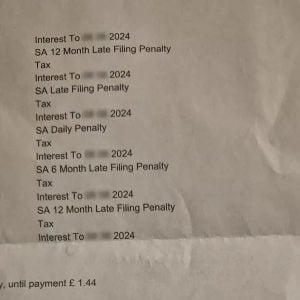 Interest To 2024
SA 12 Month Late Filing Penalty
Tax
Interest To 2024
SA Late Filing Penalty
Tax
Interest To 2024
SA Daily Penalty
Tax
Interest To 2024
SA 6 Month Late Filing Penalty
Tax
Interest To 2024
SA 12 Month Late Filing Penalty
Tax
Interest To 2024
, until payment £ 1.44